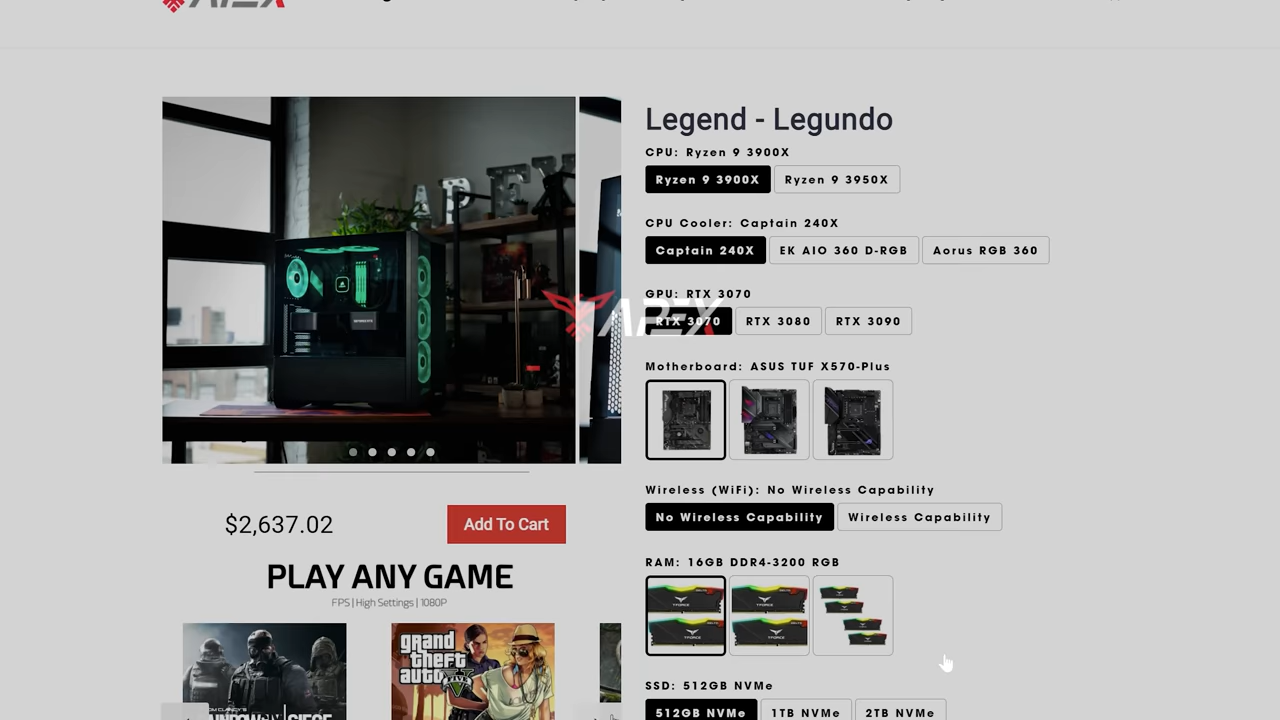 APEX
Legend - Legundo
CPU: Ryzen 9 3900X
Ryzen 9 3900X
Ryzen 9 3950X
CPU Cooler: Captain 240X
Captain 240X
EK AIO 360 D-RGB
Aorus RGB 360
GPU: RTX 3070
RTX 3070
RTX 3080
RTX 3090
APEX
Motherboard: ASUS TUF X570-Plus
Wireless (WiFi): No Wireless Capability
No Wireless Capability
Wireless Capability
$2,637.02
Add To Cart
RAM: 16GB DDR4-3200 RGB
PLAY ANY GAME
FPS | High Settings | 1080P
grand
theft
auto
V
SSD: 512GB NVMe
512GB NVMe
1TB NVMe
2TB NVMe